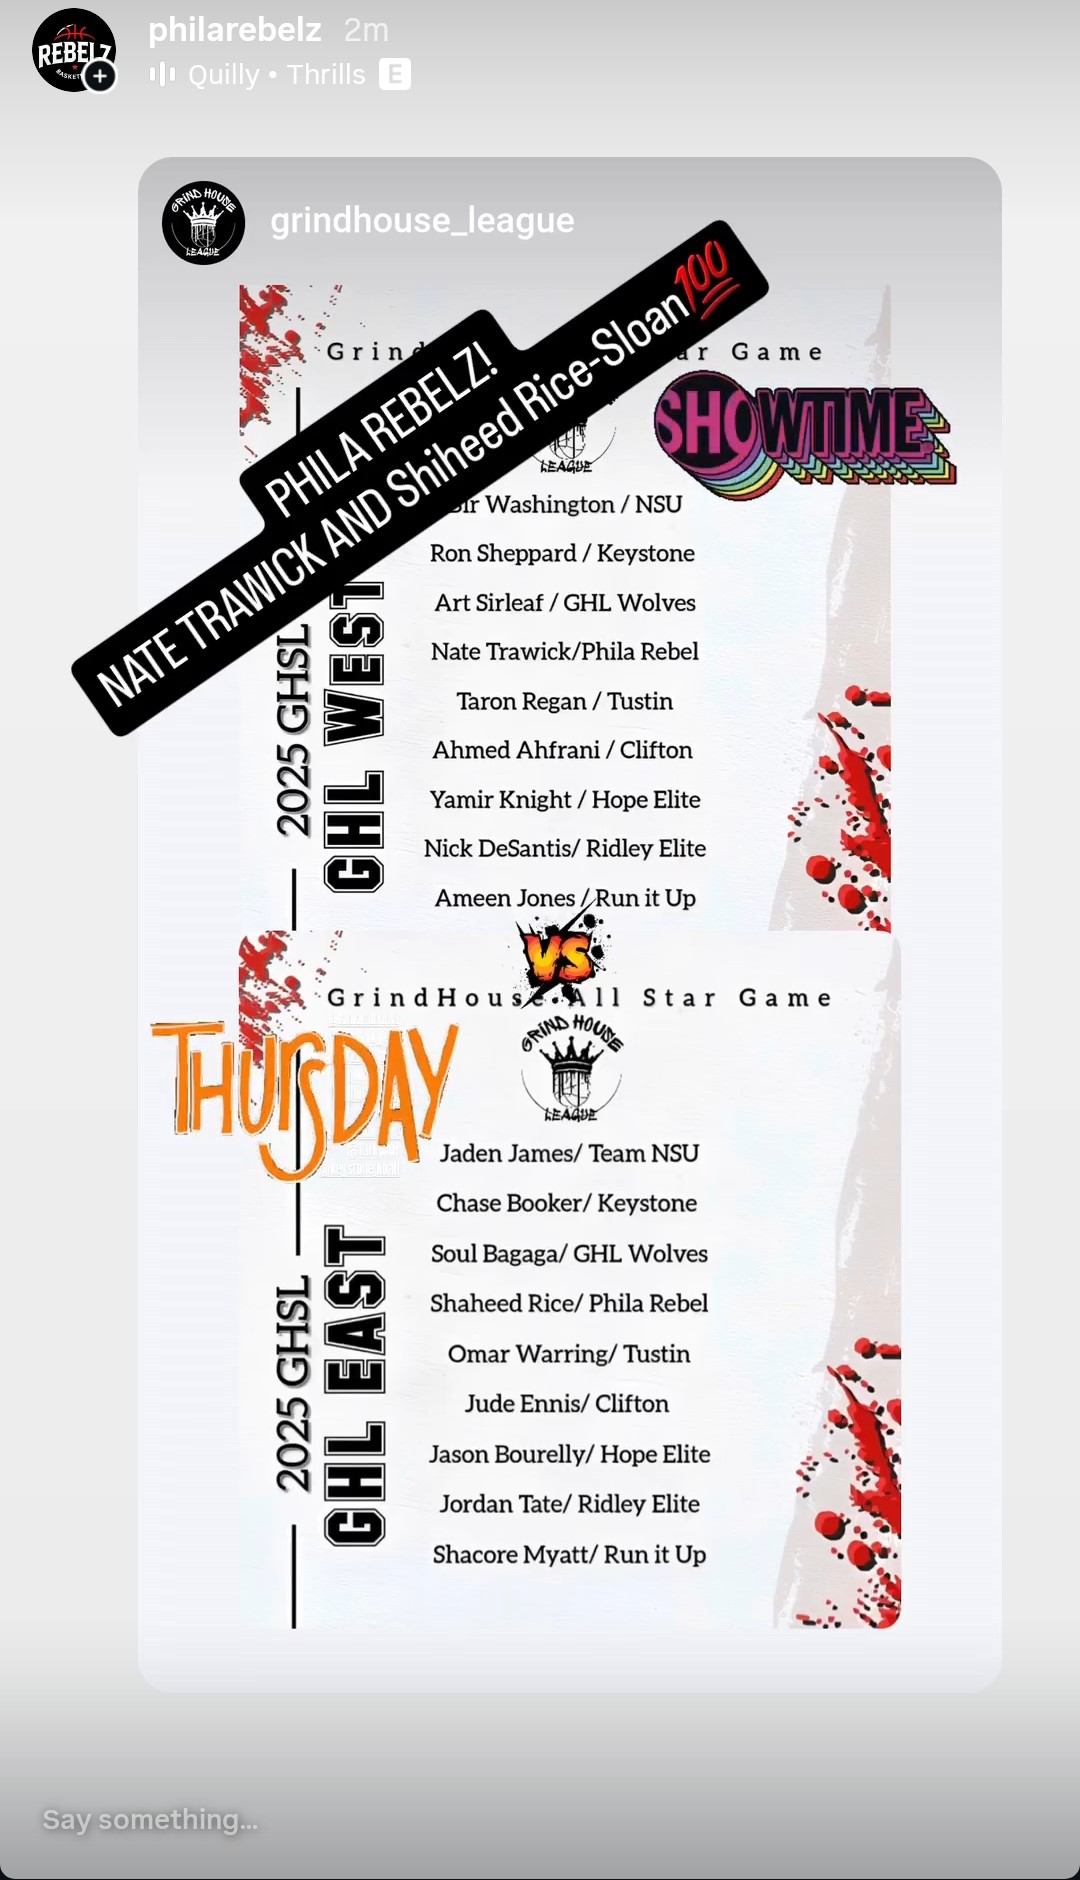 philarebelz 2m
REBELZ
Quilly • Thrills E
GRIND HOUSE
LEAGUE
grindhouse_league
PHILA REBELZ!
NATE TRAWICK AND Shiheed Rice-Sloan💯
Game
LEAGUE
SHOWTIME
Washington / NSU
Ron Sheppard / Keystone
Art Sirleaf / GHL Wolves
Nate Trawick/Phila Rebel
Taron Regan / Tustin
Ahmed Ahfrani / Clifton
Yamir Knight / Hope Elite
Nick DeSantis/ Ridley Elite
Ameen Jones / Run it Up
2025 GHSL
GHL WEST
VS
GrindHouse All Star Game
THURSDAY
GRIND HOUSE
LEAGUE
Jaden James/ Team NSU
Chase Booker/ Keystone
Soul Bagaga/ GHL Wolves
Shaheed Rice/ Phila Rebel
Omar Warring/ Tustin
Jude Ennis/ Clifton
Jason Bourelly/ Hope Elite
Jordan Tate/ Ridley Elite
Shacore Myatt/ Run it Up
2025 GHSL
GHL EAST
Say something...